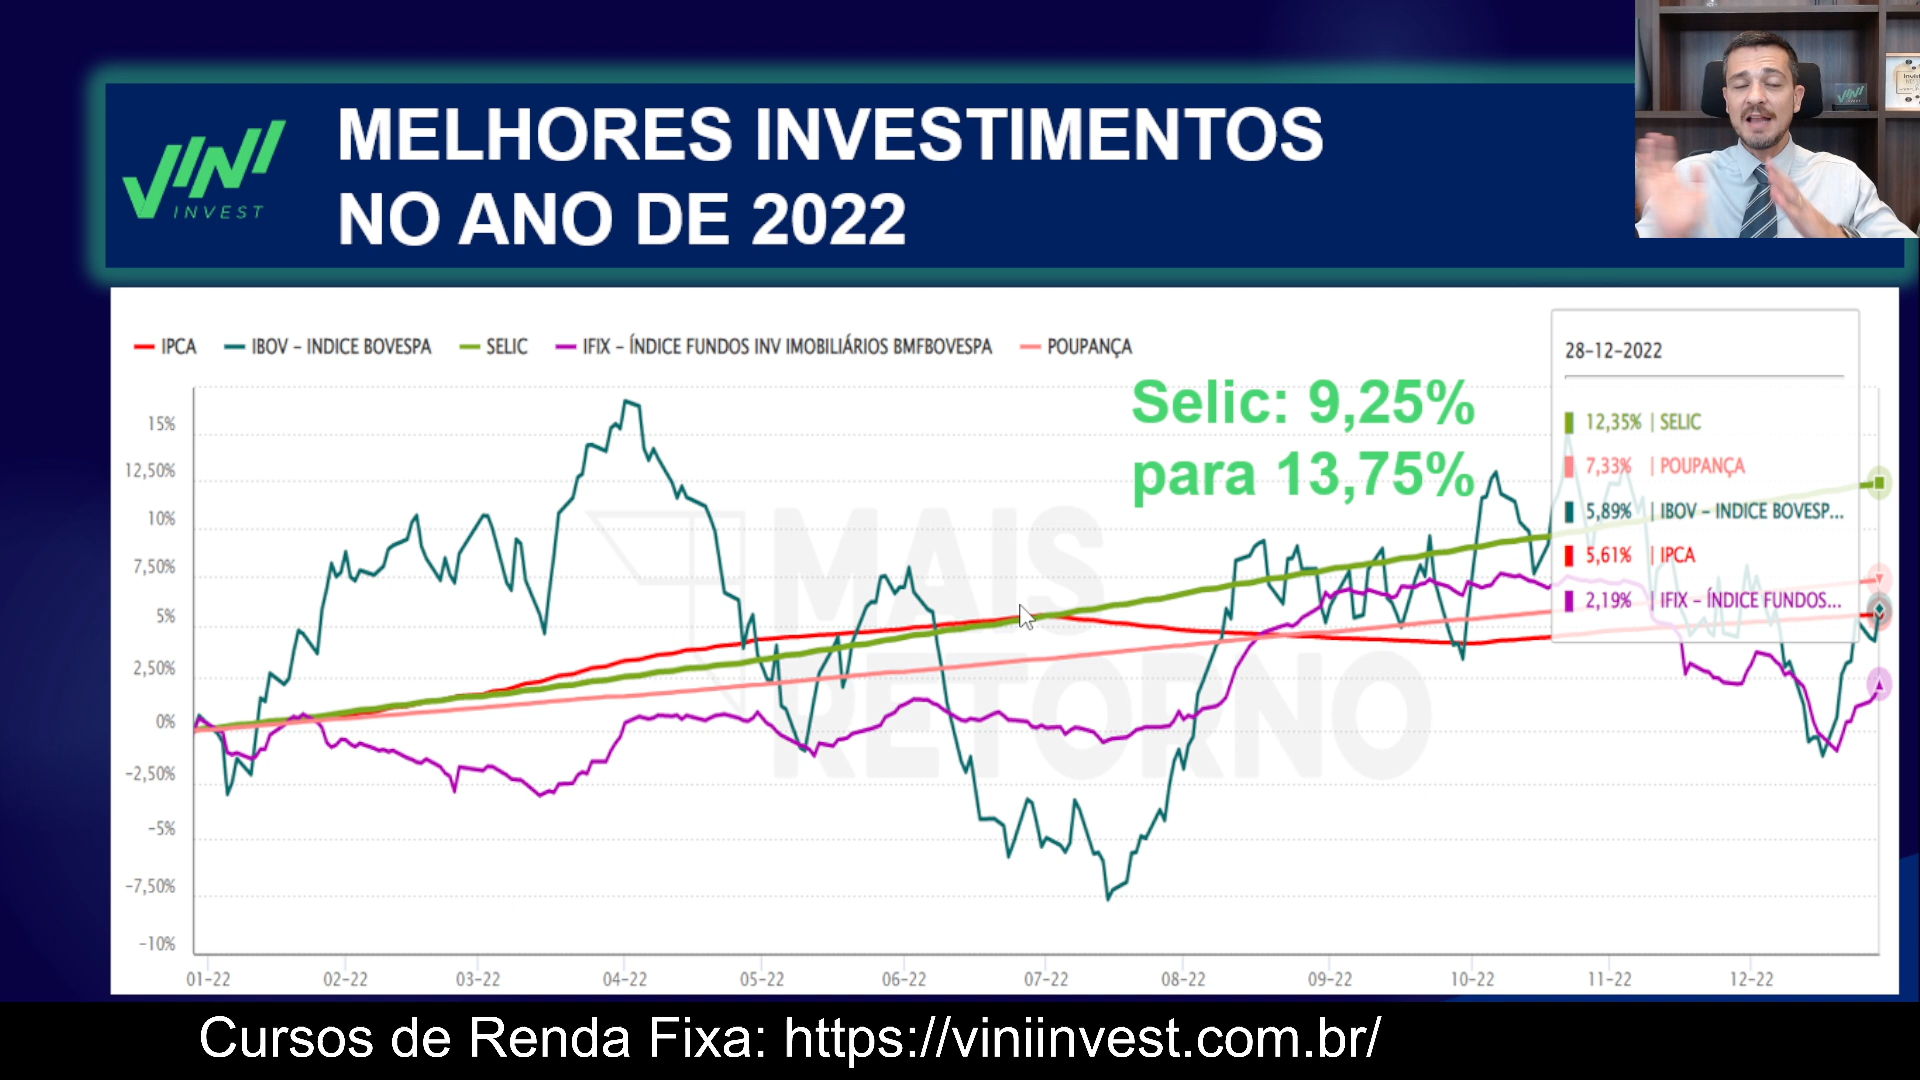 VINI
INVEST
MELHORES INVESTIMENTOS
NO ANO DE 2022
VINI
INVEST
IPCA
IBOV – INDICE BOVESPA
SELIC
IFIX – ÍNDICE FUNDOS INV IMOBILIÁRIOS BMFBOVESPA
POUPANÇA
Selic: 9,25%
para 13,75%
28-12-2022
12,35% | SELIC
7,33% | POUPANÇA
5,89% | IBOV – INDICE BOVESP...
5,61% | IPCA
2,19% | IFIX – ÍNDICE FUNDOS...
15%
12,50%
10%
7,50%
5%
2,50%
0%
-2,50%
-5%
-7,50%
-10%
MAIS
RETORNO
01-22
02-22
03-22
04-22
05-22
06-22
07-22
08-22
09-22
10-22
11-22
12-22
Cursos de Renda Fixa: https://viniinvest.com.br/